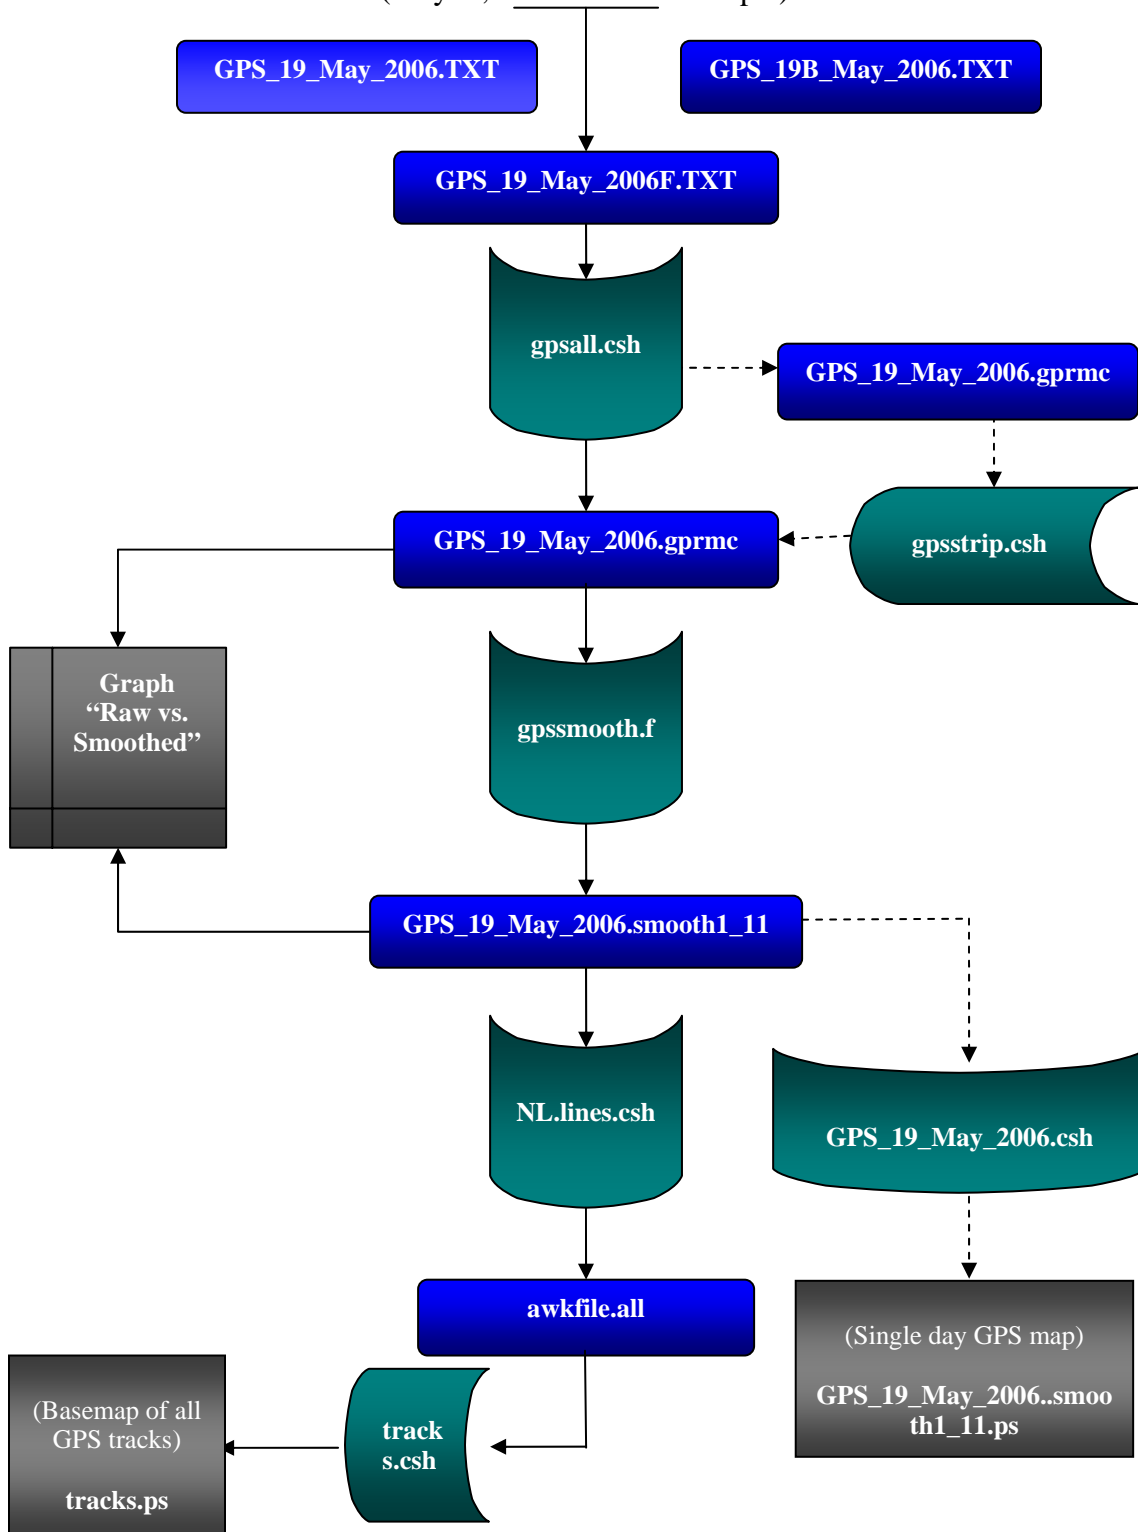 GPS_19_May_2006.TXT
GPS_19B_May_2006.TXT
GPS_19_May_2006F.TXT
gpsall.csh
GPS_19_May_2006.gprmc
GPS_19_May_2006.gprmc
gpsstrip.csh
Graph
“Raw vs.
Smoothed”
gpssmooth.f
GPS_19_May_2006.smooth1_11
NL.lines.csh
GPS_19_May_2006.csh
awkfile.all
(Single day GPS map)
GPS_19_May_2006..smoo
th1_11.ps
track
s.csh
(Basemap of all
GPS tracks)
tracks.ps